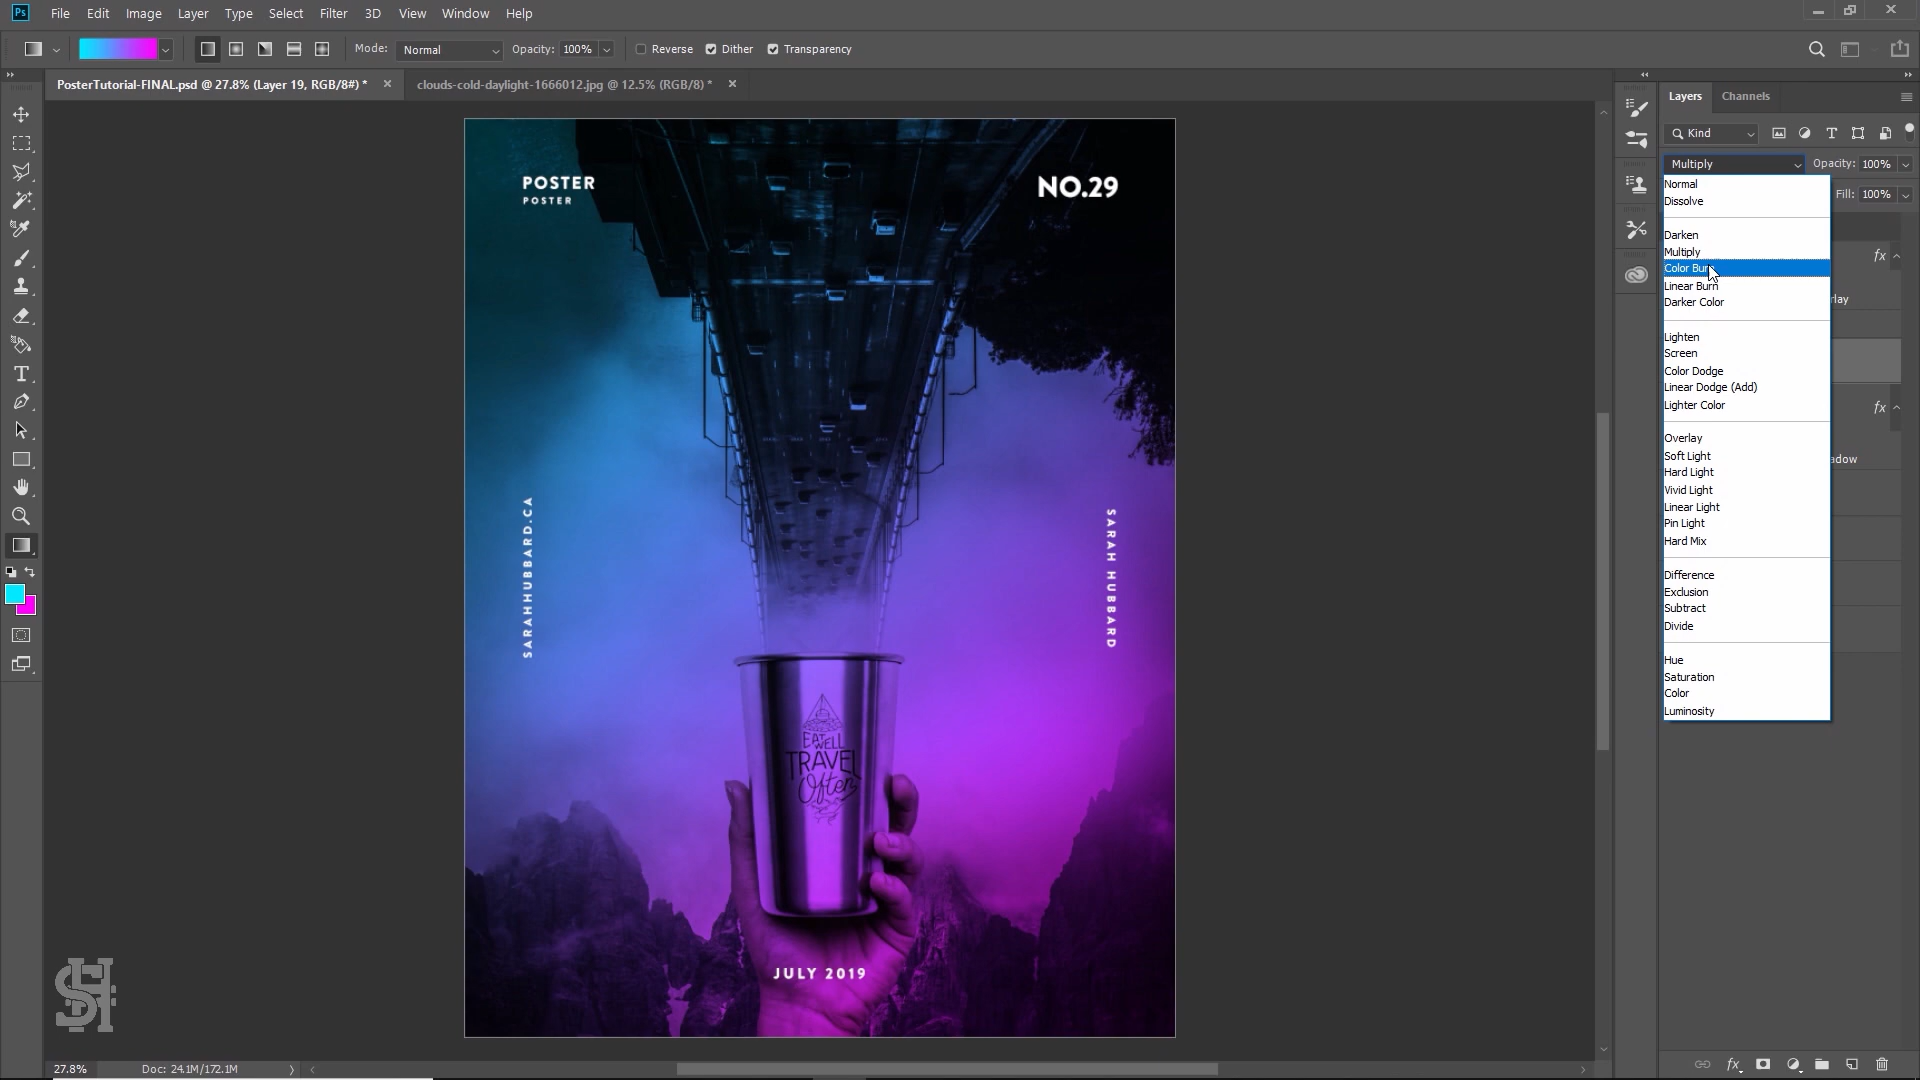 Ps File Edit Image Layer Type Select Filter 3D View Window Help
Mode: Normal Opacity: 100% Reverse Dither Transparency
PosterTutorial-FINAL.psd @ 27.8% (Layer 19, RGB/8#) *
clouds-cold-daylight-1666012.jpg @ 12.5% (RGB/8) *
POSTER
POSTER
NO.29
SARAHHUBBARD.CA
SARAH HUBBARD
EAT
WELL
TRAVEL
Often
JULY 2019
SH
Layers Channels
Kind
Multiply Opacity: 100%
Fill: 100%
Normal
Dissolve
Darken
Multiply
Color Burn
Linear Burn
Darker Color
Lighten
Screen
Color Dodge
Linear Dodge (Add)
Lighter Color
Overlay
Soft Light
Hard Light
Vivid Light
Linear Light
Pin Light
Hard Mix
Difference
Exclusion
Subtract
Divide
Hue
Saturation
Color
Luminosity
fx
rlay
fx
adow
27.8% Doc: 24.1M/172.1M
fx